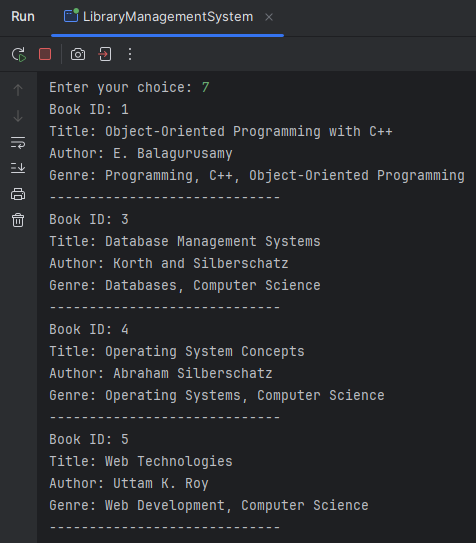 Run LibraryManagementSystem
Enter your choice: 7
Book ID: 1
Title: Object-Oriented Programming with C++
Author: E. Balagurusamy
Genre: Programming, C++, Object-Oriented Programming
-----------------------------
Book ID: 3
Title: Database Management Systems
Author: Korth and Silberschatz
Genre: Databases, Computer Science
-----------------------------
Book ID: 4
Title: Operating System Concepts
Author: Abraham Silberschatz
Genre: Operating Systems, Computer Science
-----------------------------
Book ID: 5
Title: Web Technologies
Author: Uttam K. Roy
Genre: Web Development, Computer Science
-----------------------------